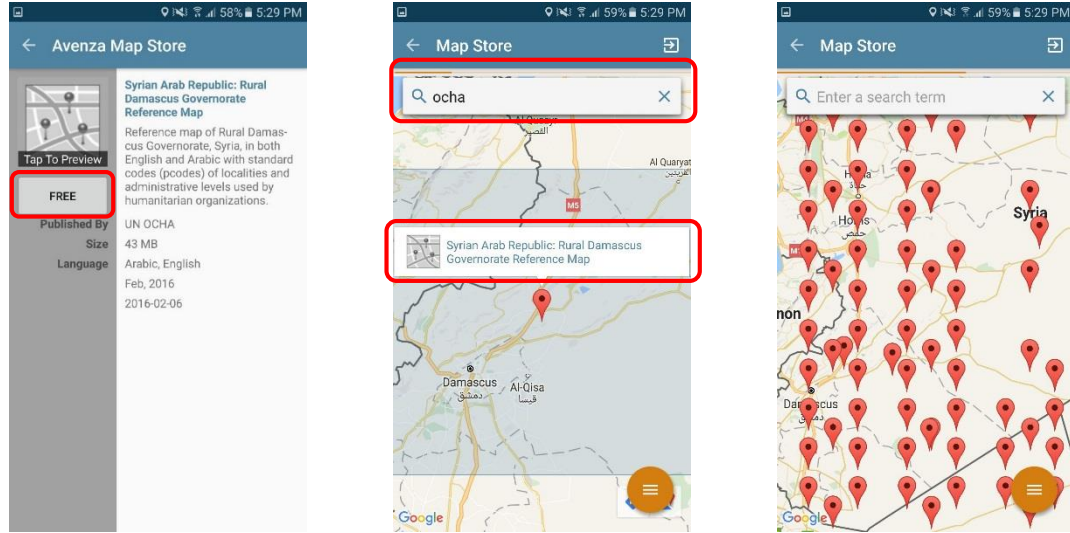 58% 5:29 PM
Avenza Map Store
Tap To Preview
FREE
Syrian Arab Republic: Rural
Damascus Governorate
Reference Map
Reference map of Rural Damas-
cus Governorate, Syria, in both
English and Arabic with standard
codes (pcodes) of localities and
administrative levels used by
humanitarian organizations.
Published By UN OCHA
Size 43 MB
Language Arabic, English
Feb, 2016
2016-02-06
59% 5:29 PM
Map Store
ocha
القصير
Al Quaryat
القريتين
M5
Syrian Arab Republic: Rural Damascus
Governorate Reference Map
Damascus
دمشق
Al-Qisa
قيسا
Google
59% 5:29 PM
Map Store
Enter a search term
Syria
حمص
non
Google